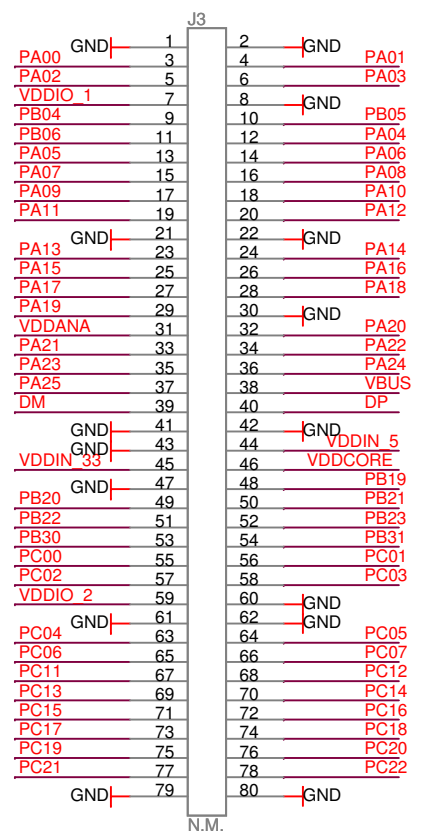 J3
GND 1 2 GND
PA00 3 4 PA01
PA02 5 6 PA03
VDDIO_1 7 8 GND
PB04 9 10 PB05
PB06 11 12 PA04
PA05 13 14 PA06
PA07 15 16 PA08
PA09 17 18 PA10
PA11 19 20 PA12
GND 21 22 GND
PA13 23 24 PA14
PA15 25 26 PA16
PA17 27 28 PA18
PA19 29 30 GND
VDDANA 31 32 PA20
PA21 33 34 PA22
PA23 35 36 PA24
PA25 37 38 VBUS
DM 39 40 DP
GND 41 42 GND
GND 43 44 VDDIN_5
VDDIN_33 45 46 VDDCORE
GND 47 48 PB19
PB20 49 50 PB21
PB22 51 52 PB23
PB30 53 54 PB31
PC00 55 56 PC01
PC02 57 58 PC03
VDDIO_2 59 60 GND
GND 61 62 GND
PC04 63 64 PC05
PC06 65 66 PC07
PC11 67 68 PC12
PC13 69 70 PC14
PC15 71 72 PC16
PC17 73 74 PC18
PC19 75 76 PC20
PC21 77 78 PC22
GND 79 80 GND
N.M.